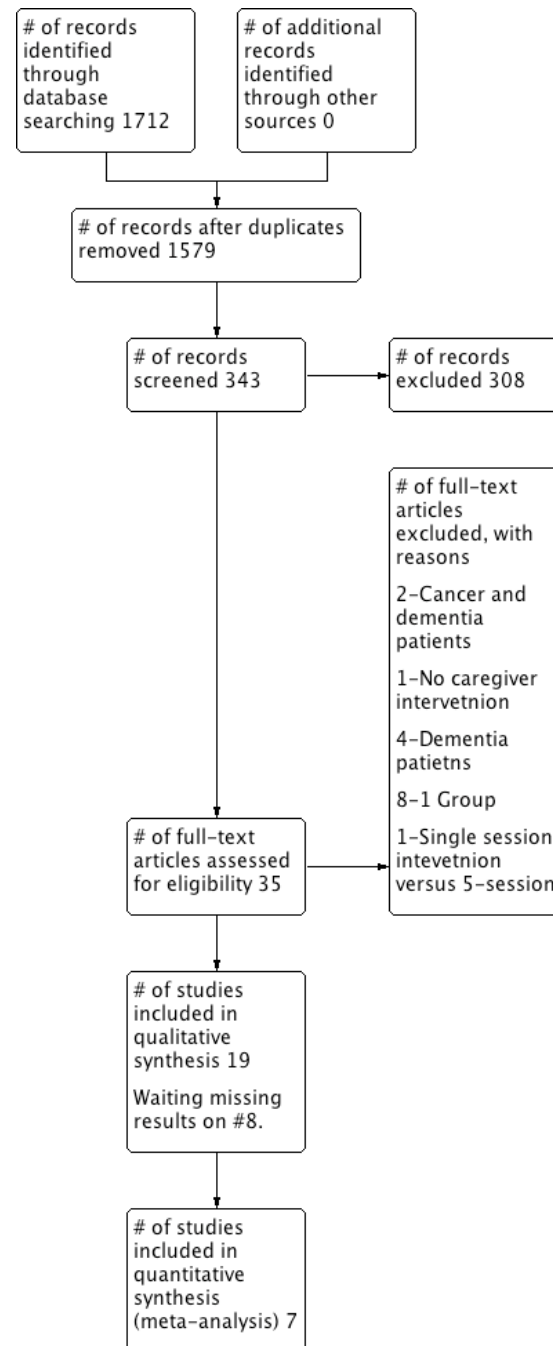 # of records
identified
through
database
searching 1712
# of additional
records
identified
through other
sources 0
# of records after duplicates
removed 1579
# of records
screened 343
# of records
excluded 308
# of full-text
articles
excluded, with
reasons
2-Cancer and
dementia
patients
1-No caregiver
intervetnion
4-Dementia
patietns
8-1 Group
1-Single session
intevetnion
versus 5-session
# of full-text
articles assessed
for eligibility 35
# of studies
included in
qualitative
synthesis 19
Waiting missing
results on #8.
# of studies
included in
quantitative
synthesis
(meta-analysis) 7